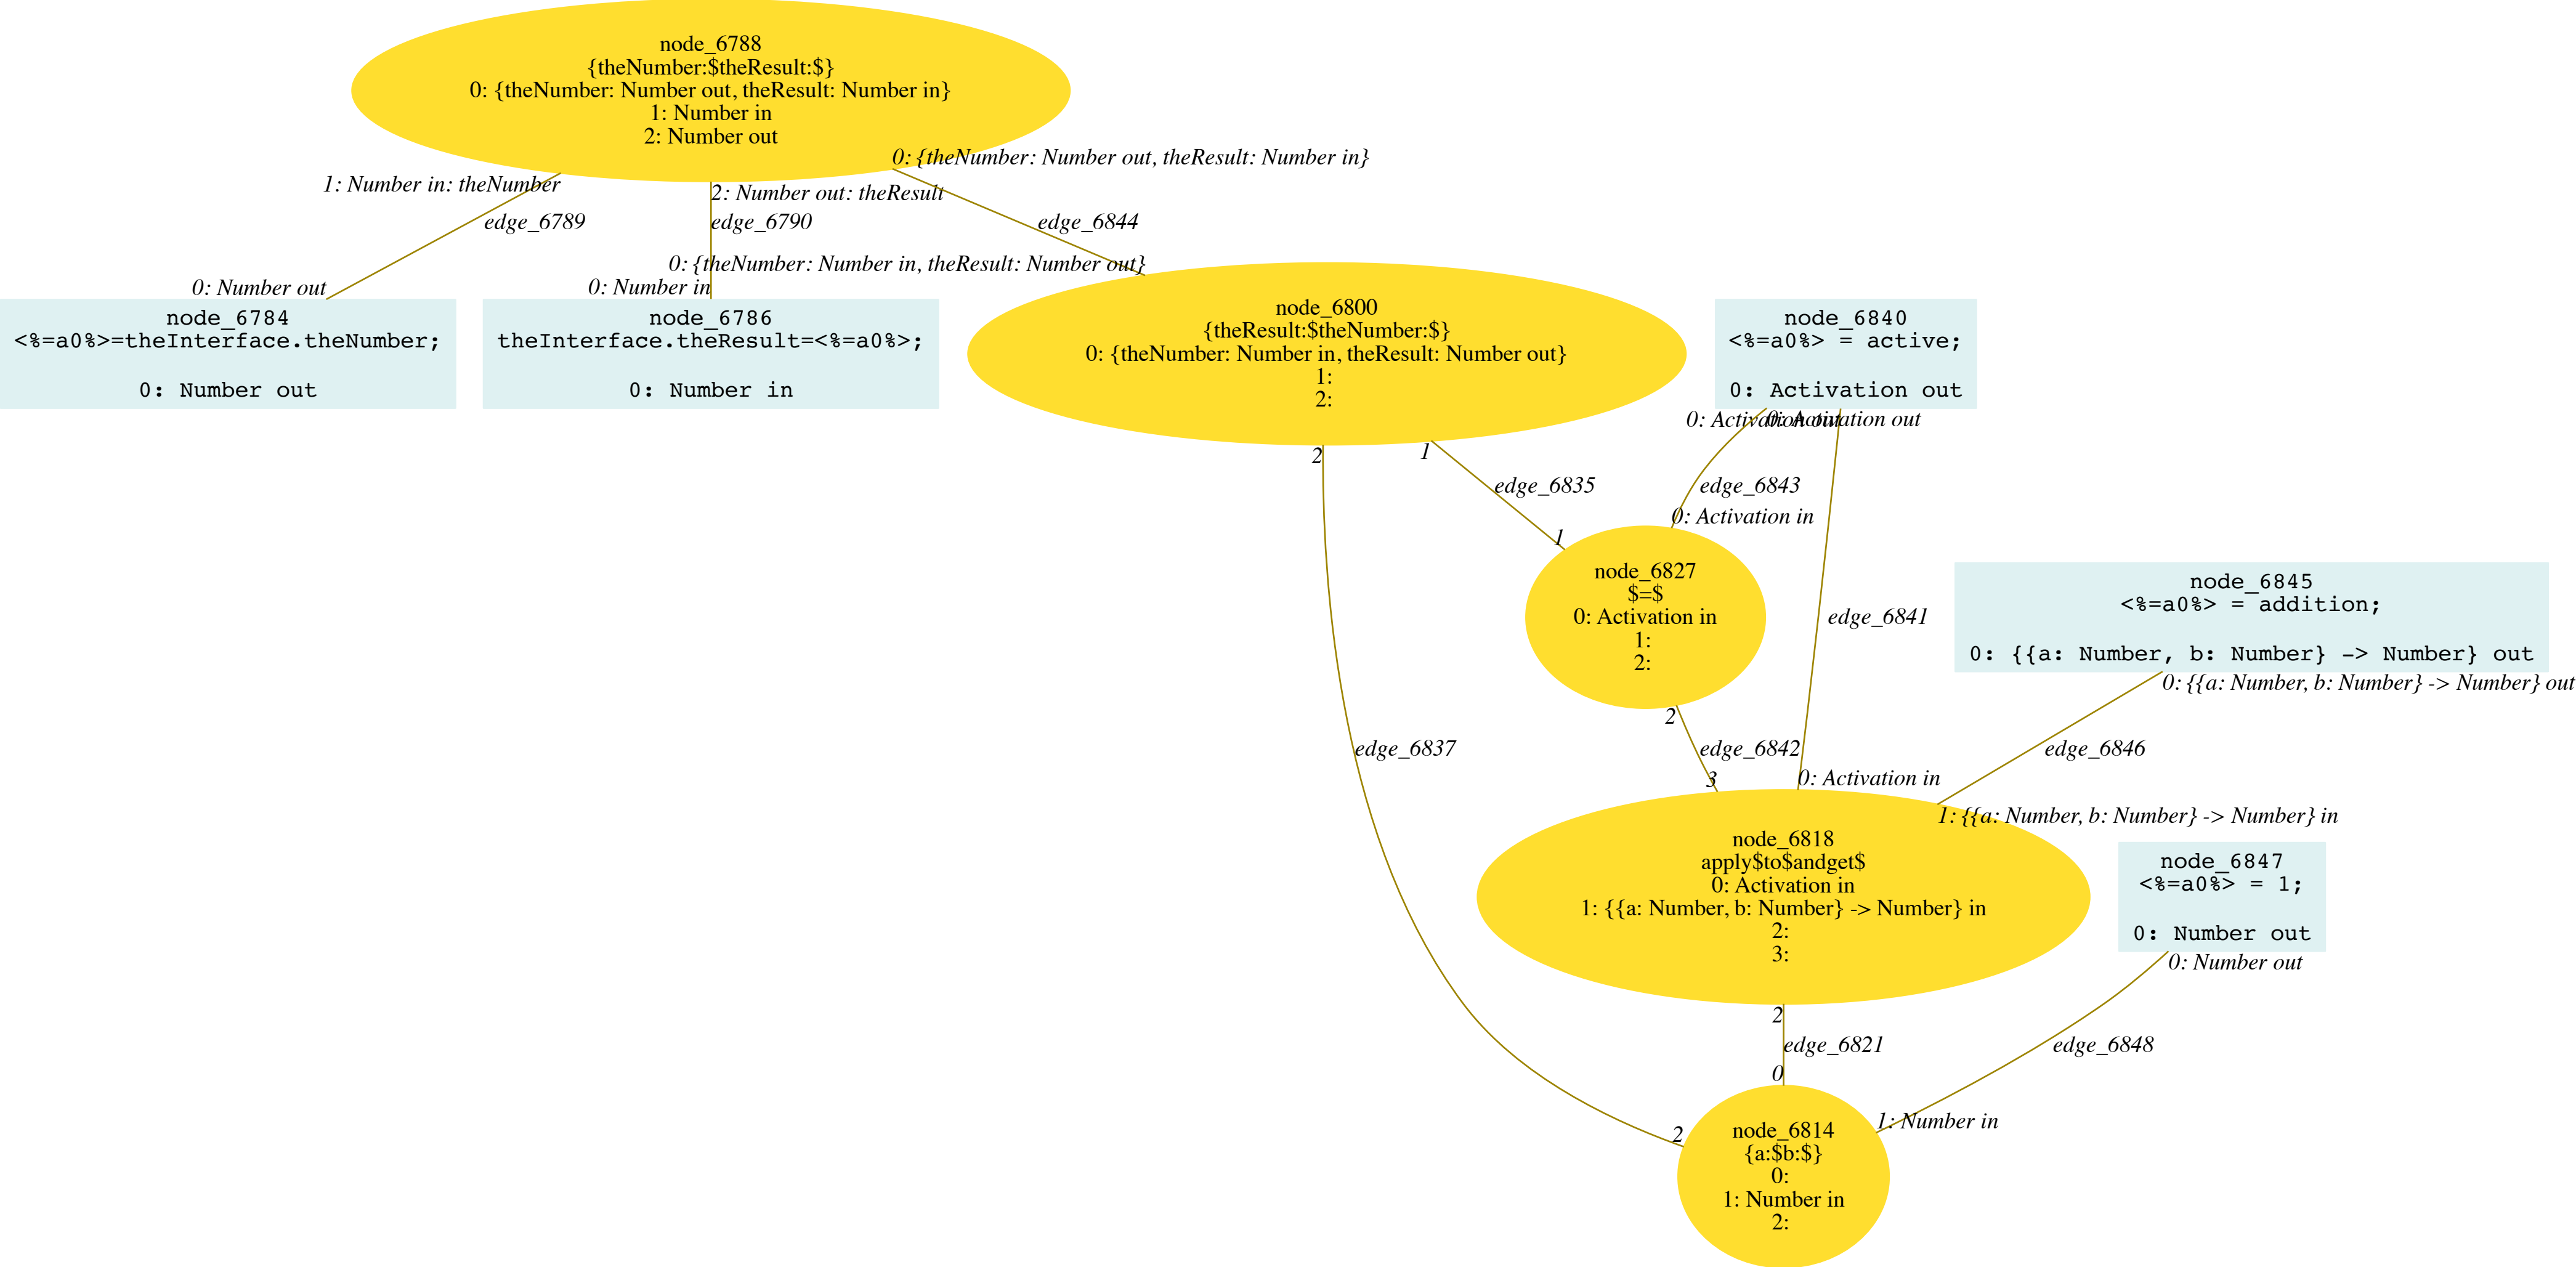 node_6788
{theNumber:$theResult:$}
0: {theNumber: Number out, theResult: Number in}
1: Number in
2: Number out
0: {theNumber: Number out, theResult: Number in}
1: Number in: theNumber
2: Number out: theResult
edge_6789
edge_6790
edge_6844
0: {theNumber: Number in, theResult: Number out}
0: Number out
0: Number in
node_6784
<%=a0%>=theInterface.theNumber;
0: Number out
node_6786
theInterface.theResult=<%=a0%>;
0: Number in
node_6800
{theResult:$theNumber:$}
0: {theNumber: Number in, theResult: Number out}
1:
2:
node_6840
<%=a0%> = active;
0: Activation out
0: Activation out
0: Activation out
2
1
edge_6835
edge_6843
0: Activation in
1
node_6827
$=$
0: Activation in
1:
2:
edge_6841
node_6845
<%=a0%> = addition;
0: {{a: Number, b: Number} -> Number} out
0: {{a: Number, b: Number} -> Number} out
2
edge_6837
edge_6842
edge_6846
3
0: Activation in
1: {{a: Number, b: Number} -> Number} in
node_6818
apply$to$andget$
0: Activation in
1: {{a: Number, b: Number} -> Number} in
2:
3:
node_6847
<%=a0%> = 1;
0: Number out
0: Number out
2
edge_6821
edge_6848
0
1: Number in
2
node_6814
{a:$b:$}
0:
1: Number in
2: